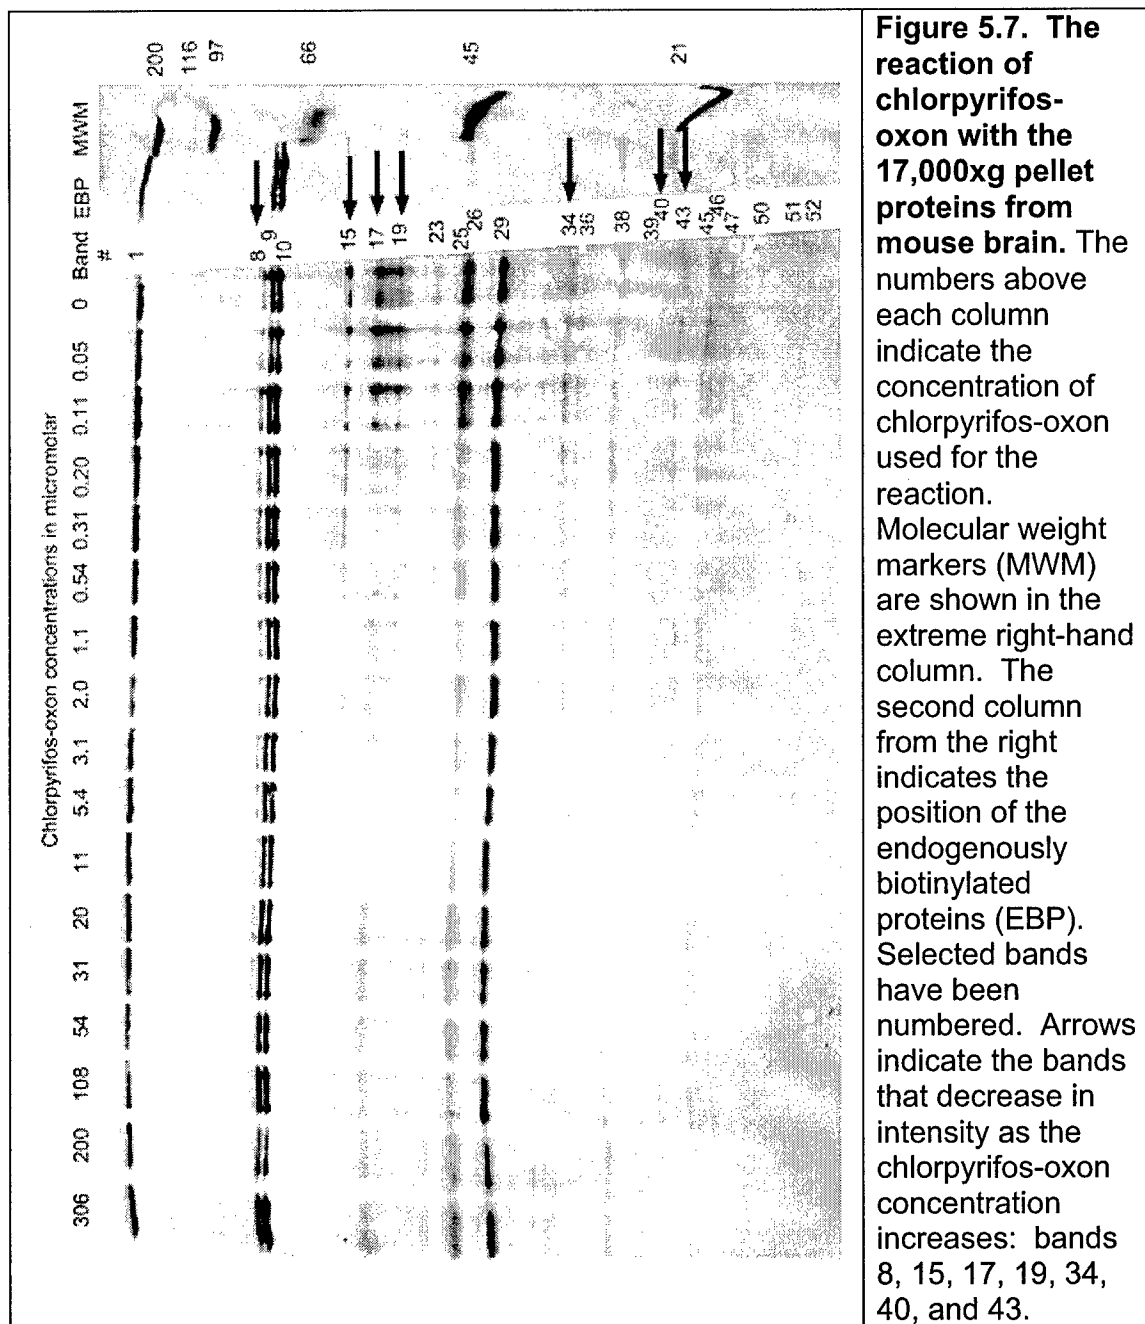 Chlorpyrifos-oxon concentrations in micromolar
306 200 108 54 31 20 11 5.4 3.1 2.0 1.1 0.54 0.31 0.20 0.11 0.05 0 Band EBP MWM
#
1
8
9
10
15
17
19
23
25
26
29
34
36
38
39
40
43
45
46
47
50
51
52
200
116
97
66
45
21
Figure 5.7. The
reaction of
chlorpyrifos-
oxon with the
17,000xg pellet
proteins from
mouse brain. The
numbers above
each column
indicate the
concentration of
chlorpyrifos-oxon
used for the
reaction.
Molecular weight
markers (MWM)
are shown in the
extreme right-hand
column. The
second column
from the right
indicates the
position of the
endogenously
biotinylated
proteins (EBP).
Selected bands
have been
numbered. Arrows
indicate the bands
that decrease in
intensity as the
chlorpyrifos-oxon
concentration
increases: bands
8, 15, 17, 19, 34,
40, and 43.